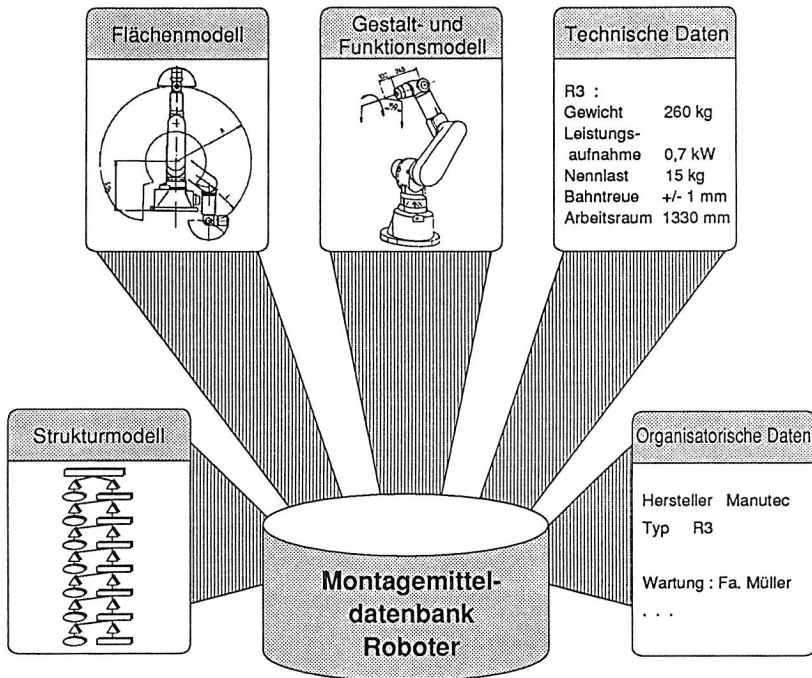 Flächenmodell
Gestalt- und
Funktionsmodell
Technische Daten
R3 :
Gewicht 260 kg
Leistungs-
aufnahme 0,7 kW
Nennlast 15 kg
Bahntreue +/- 1 mm
Arbeitsraum 1330 mm
Strukturmodell
Organisatorische Daten
Hersteller Manutec
Typ R3
Wartung : Fa. Müller
. . .
Montagemittel-
datenbank
Roboter